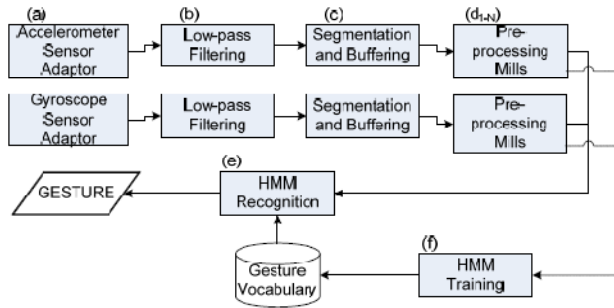 (a)
(b)
(c)
(d1-N)
Accelerometer
Sensor
Adaptor
Low-pass
Filtering
Segmentation
and Buffering
Pre-
processing
Mills
Gyroscope
Sensor
Adaptor
Low-pass
Filtering
Segmentation
and Buffering
Pre-
processing
Mills
(e)
GESTURE
HMM
Recognition
(f)
Gesture
Vocabulary
HMM
Training